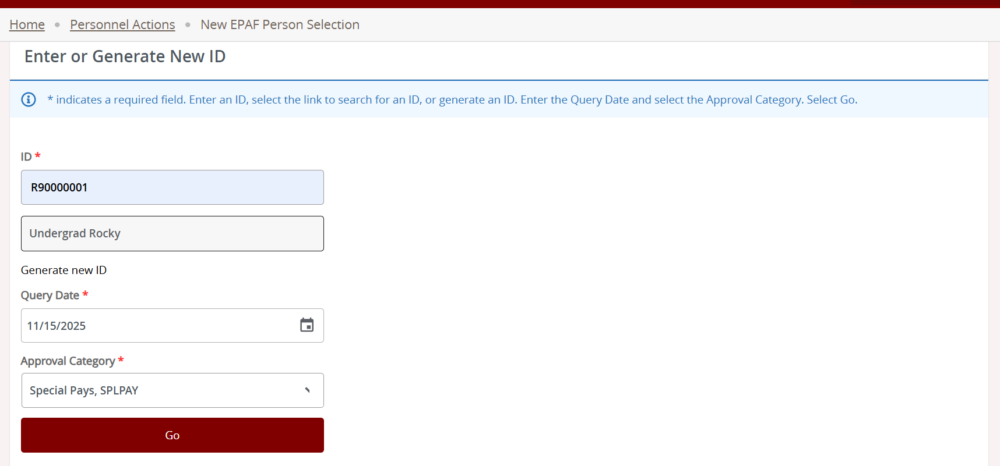 Home • Personnel Actions • New EPAF Person Selection
Enter or Generate New ID
* indicates a required field. Enter an ID, select the link to search for an ID, or generate an ID. Enter the Query Date and select the Approval Category. Select Go.
ID *
R90000001
Undergrad Rocky
Generate new ID
Query Date *
11/15/2025
Approval Category *
Special Pays, SPLPAY
Go